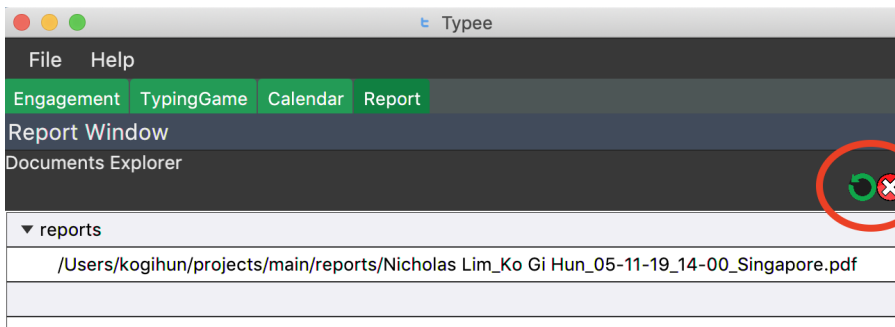 Typee
File Help
Engagement TypingGame Calendar Report
Report Window
Documents Explorer
reports
/Users/kogihun/projects/main/reports/Nicholas Lim_Ko Gi Hun_05-11-19_14-00_Singapore.pdf